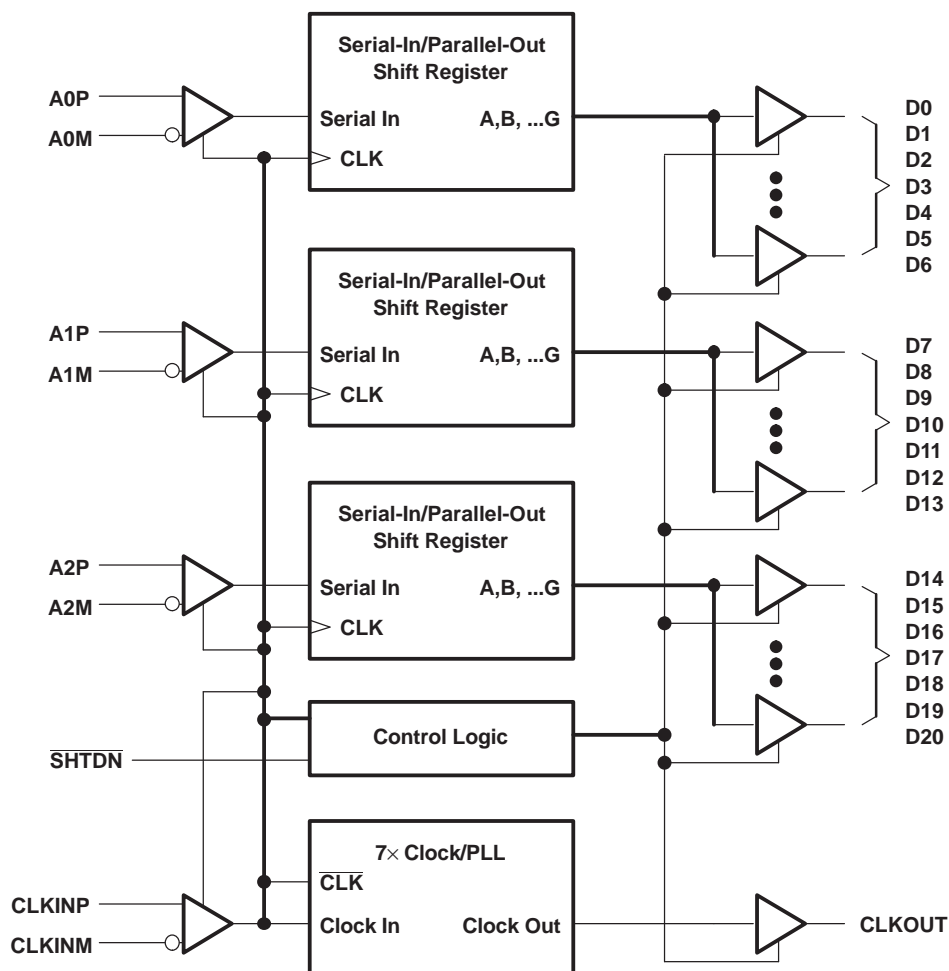 Serial-In/Parallel-Out
Shift Register
A0P
A0M
Serial In
A,B, ...G
CLK
D0
D1
D2
D3
D4
D5
D6
Serial-In/Parallel-Out
Shift Register
A1P
A1M
Serial In
A,B, ...G
CLK
D7
D8
D9
D10
D11
D12
D13
Serial-In/Parallel-Out
Shift Register
A2P
A2M
Serial In
A,B, ...G
CLK
D14
D15
D16
D17
D18
D19
D20
Control Logic
SHTDN
7× Clock/PLL
CLK
CLKINP
CLKINM
Clock In
Clock Out
CLKOUT